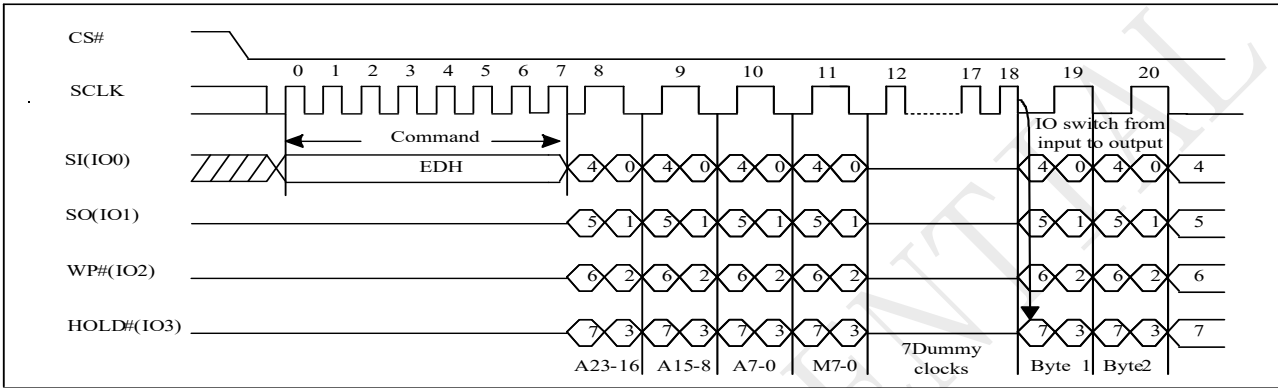 CS#
0 1 2 3 4 5 6 7 8 9 10 11 12 17 18 19 20
SCLK
Command
IO switch from
input to output
SI(IO0) EDH 4 0 4 0 4 0 4 0 4 0 4 0 4
SO(IO1) 5 1 5 1 5 1 5 1 5 1 5 1 5
WP#(IO2) 6 2 6 2 6 2 6 2 6 2 6 2 6
HOLD#(IO3) 7 3 7 3 7 3 7 3 7 3 7 3 7
A23-16 A15-8 A7-0 M7-0 7Dummy
clocks Byte 1 Byte2
ENTIAL